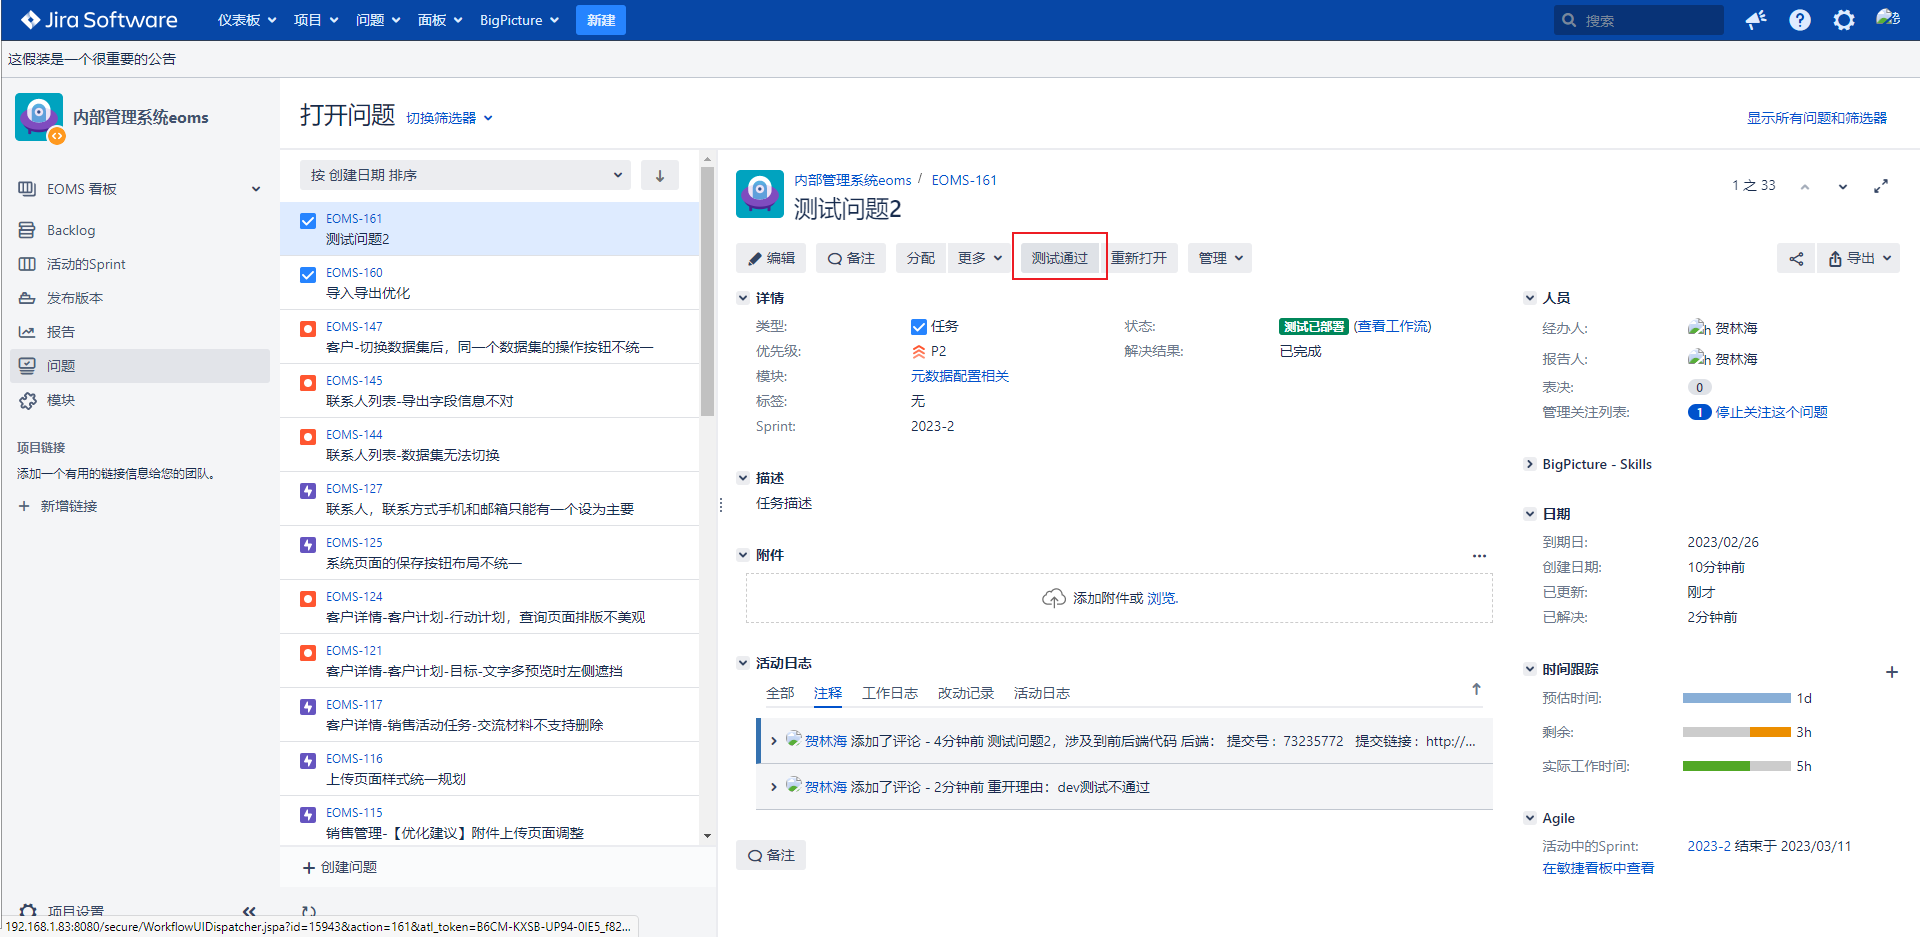 Jira Software 仪表板 项目 问题 面板 BigPicture 新建 搜索
这假装是一个很重要的公告
内部管理系统eoms
EOMS 看板
Backlog
活动的Sprint
发布版本
报告
问题
模块
项目链接
添加一个有用的链接信息给您的团队。
新增链接
项目设置
打开问题 切换筛选器
显示所有问题和筛选器
按 创建日期 排序
EOMS-161
测试问题2
EOMS-160
导入导出优化
EOMS-147
客户-切换数据集后，同一个数据集的操作按钮不统一
EOMS-145
联系人列表-导出字段信息不对
EOMS-144
联系人列表-数据集无法切换
EOMS-127
联系人，联系方式手机和邮箱只能有一个设为主要
EOMS-125
系统页面的保存按钮布局不统一
EOMS-124
客户详情-客户计划-行动计划，查询页面排版不美观
EOMS-121
客户详情-客户计划-目标-文字多预览时左侧遮挡
EOMS-117
客户详情-销售活动任务-交流材料不支持删除
EOMS-116
上传页面样式统一规划
EOMS-115
销售管理-【优化建议】附件上传页面调整
创建问题
内部管理系统eoms / EOMS-161
测试问题2
1 之 33
编辑 备注 分配 更多 测试通过 重新打开 管理 导出
详情
类型: 任务 状态: 测试已部署 (查看工作流)
优先级: P2 解决结果: 已完成
模块: 元数据配置相关
标签: 无
Sprint: 2023-2
描述
任务描述
附件
添加附件或 浏览.
活动日志
全部 注释 工作日志 改动记录 活动日志
贺林海 添加了评论 - 4分钟前 测试问题2，涉及到前后端代码 后端： 提交号：73235772 提交链接：http://...
贺林海 添加了评论 - 2分钟前 重开理由：dev测试不通过
备注
人员
经办人: h 贺林海
报告人: h 贺林海
表决: 0
管理关注列表: 1 停止关注这个问题
BigPicture - Skills
日期
到期日: 2023/02/26
创建日期: 10分钟前
已更新: 刚才
已解决: 2分钟前
时间跟踪
预估时间: 1d
剩余: 3h
实际工作时间: 5h
Agile
活动中的Sprint: 2023-2 结束于 2023/03/11
在敏捷看板中查看
192.168.1.83:8080/secure/WorkflowUIDispatcher.jspa?id=15943&action=161&atl_token=B6CM-KXSB-UP94-0IE5_f82...